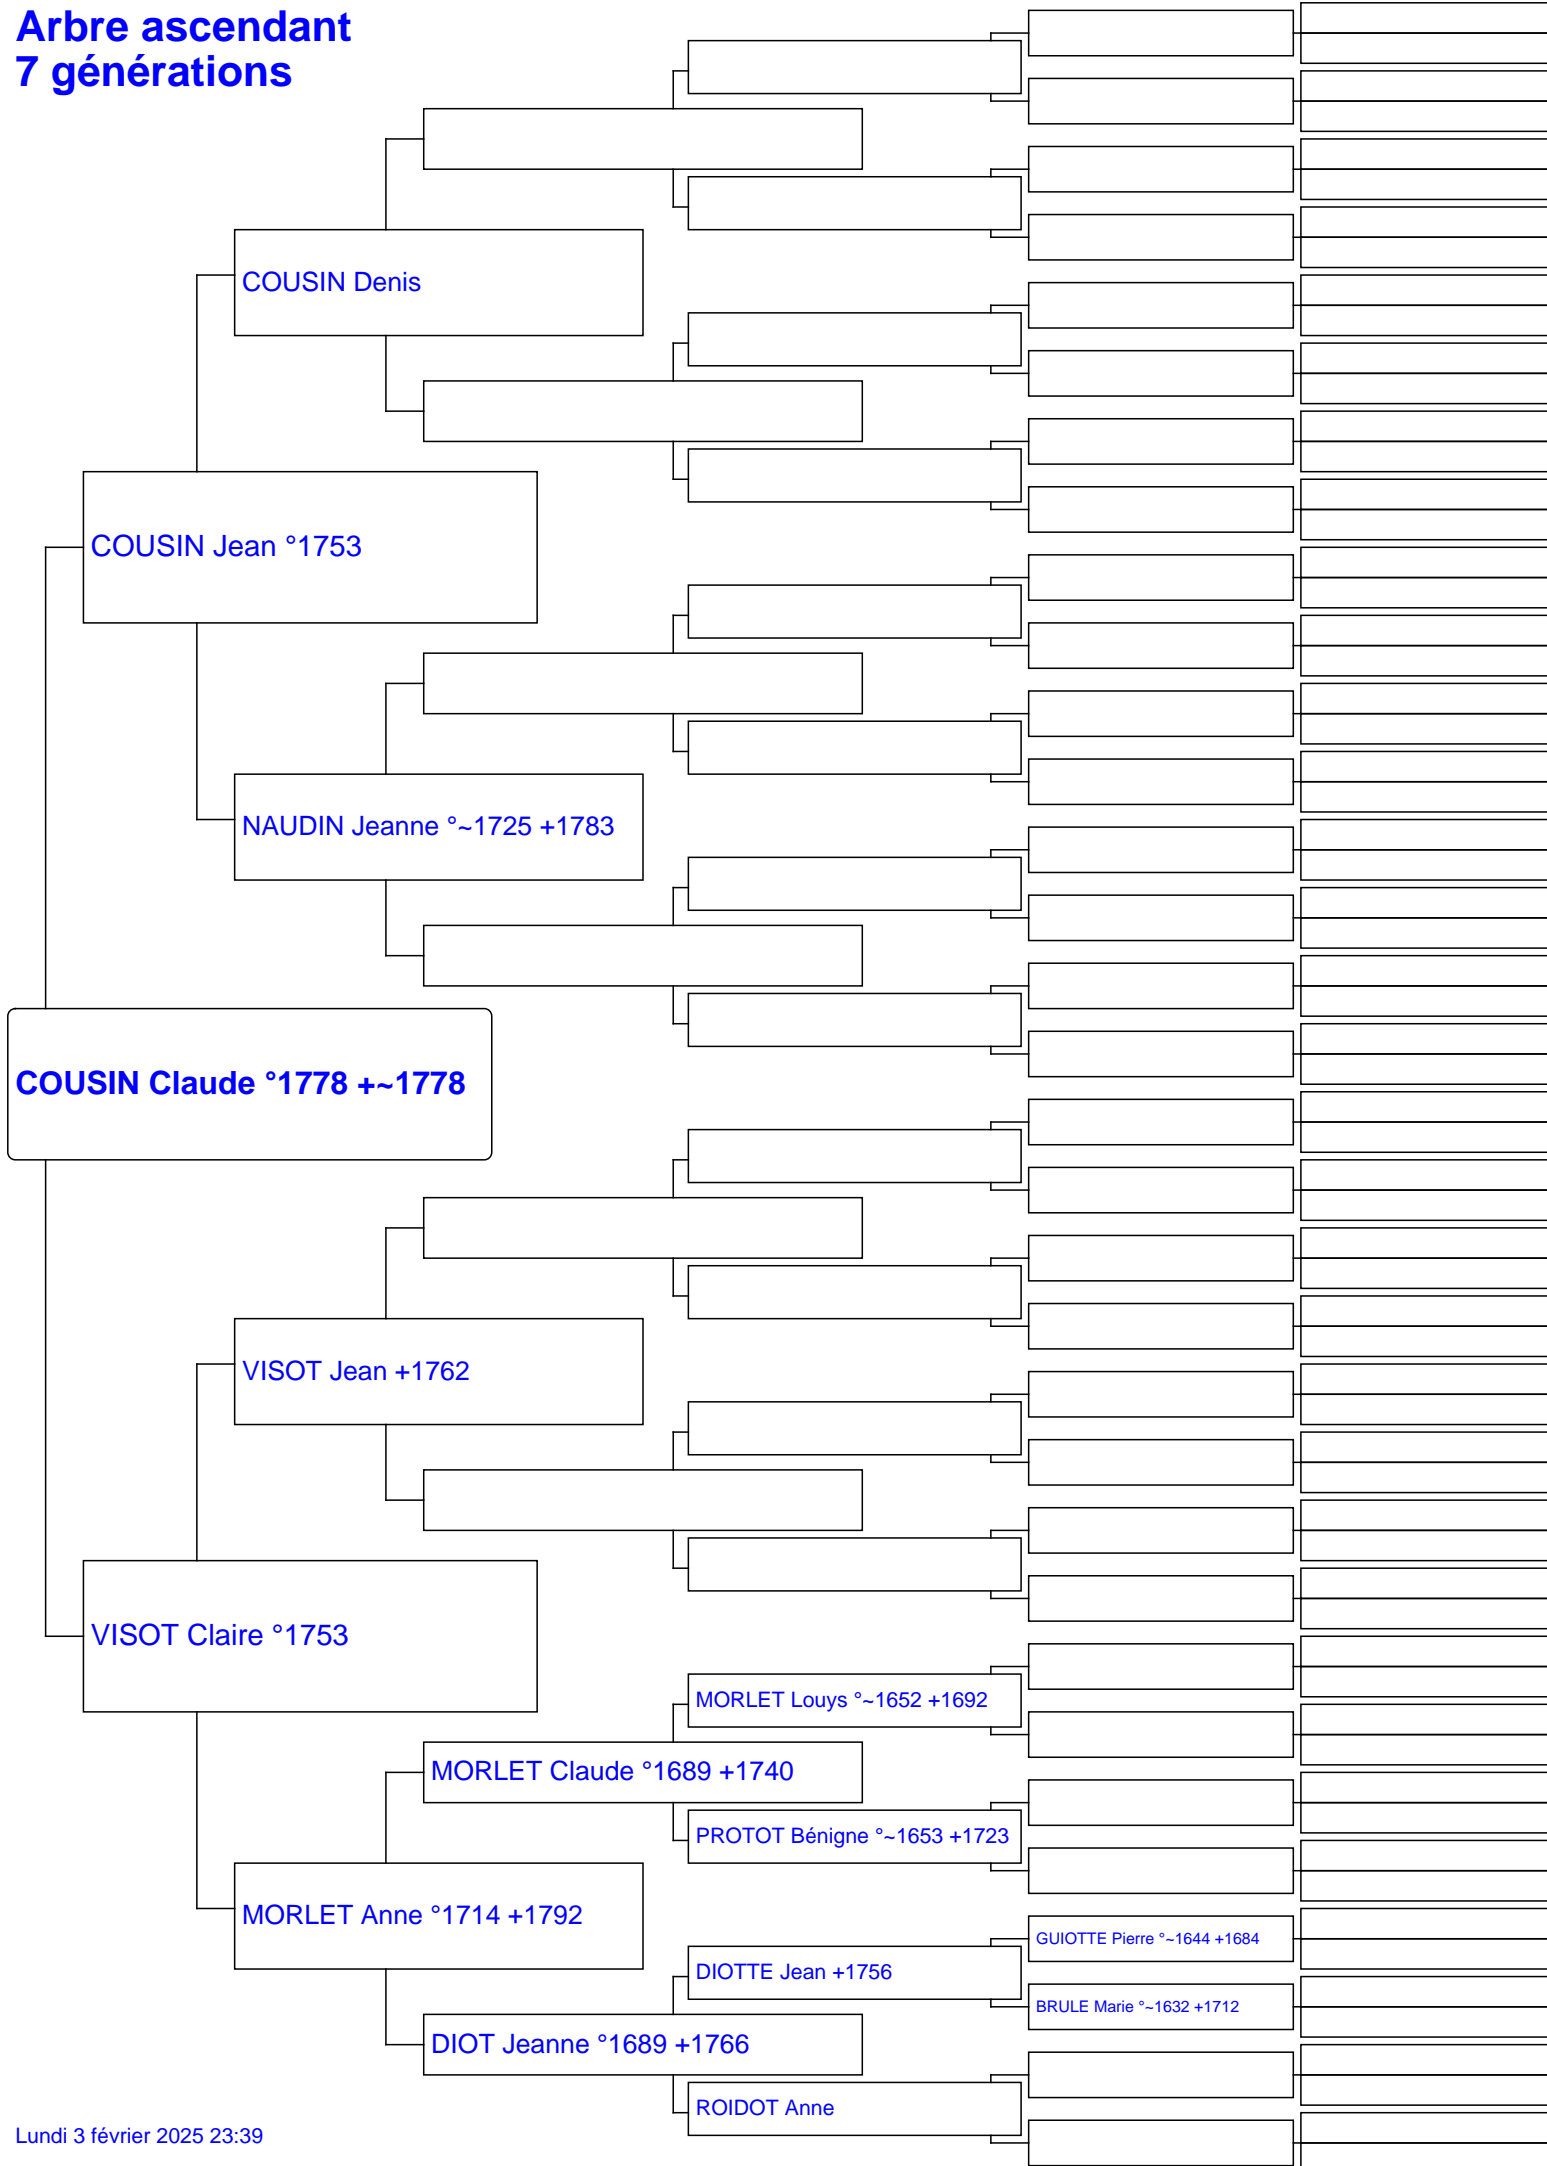 Arbre ascendant
7 générations
COUSIN Denis
COUSIN Jean °1753
NAUDIN Jeanne °~1725 +1783
COUSIN Claude °1778 +~1778
VISOT Jean +1762
VISOT Claire °1753
MORLET Louys °~1652 +1692
MORLET Claude °1689 +1740
PROTOT Bénigne °~1653 +1723
MORLET Anne °1714 +1792
GUIOTTE Pierre °~1644 +1684
DIOTTE Jean +1756
BRULE Marie °~1632 +1712
DIOT Jeanne °1689 +1766
ROIDOT Anne
Lundi 3 février 2025 23:39